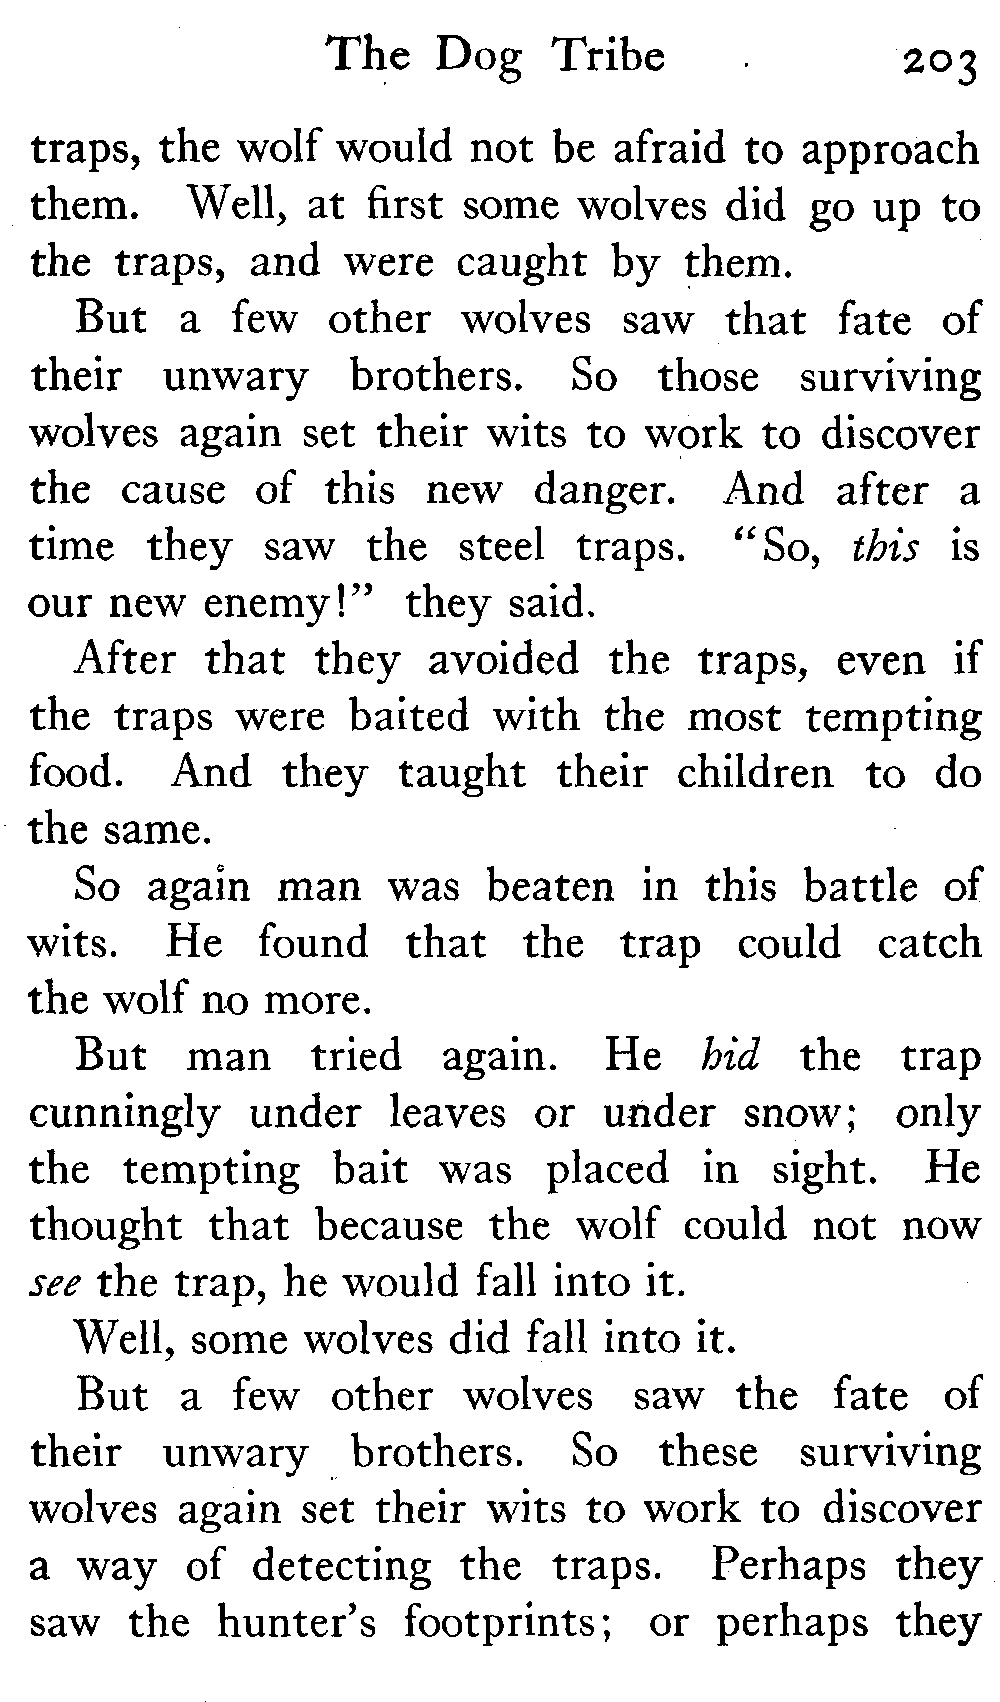 The Dog Tribe 203
traps, the wolf would not be afraid to approach
them. Well, at first some wolves did go up to
the traps, and were caught by them.
But a few other wolves saw that fate of
their unwary brothers. So those surviving
wolves again set their wits to work to discover
the cause of this new danger. And after a
time they saw the steel traps. “So, this is
our new enemy!” they said.
After that they avoided the traps, even if
the traps were baited with the most tempting
food. And they taught their children to do
the same.
So again man was beaten in this battle of
wits. He found that the trap could catch
the wolf no more.
But man tried again. He hid the trap
cunningly under leaves or under snow; only
the tempting bait was placed in sight. He
thought that because the wolf could not now
see the trap, he would fall into it.
Well, some wolves did fall into it.
But a few other wolves saw the fate of
their unwary brothers. So these surviving
wolves again set their wits to work to discover
a way of detecting the traps. Perhaps they
saw the hunter’s footprints; or perhaps they